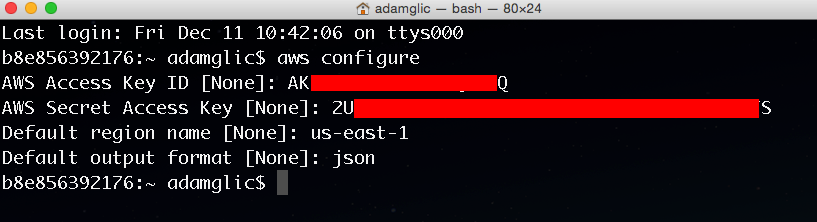 adamglic — bash — 80×24
Last login: Fri Dec 11 10:42:06 on ttys000
b8e856392176:~ adamglic$ aws configure
AWS Access Key ID [None]: AK Q
AWS Secret Access Key [None]: 2U S
Default region name [None]: us-east-1
Default output format [None]: json
b8e856392176:~ adamglic$